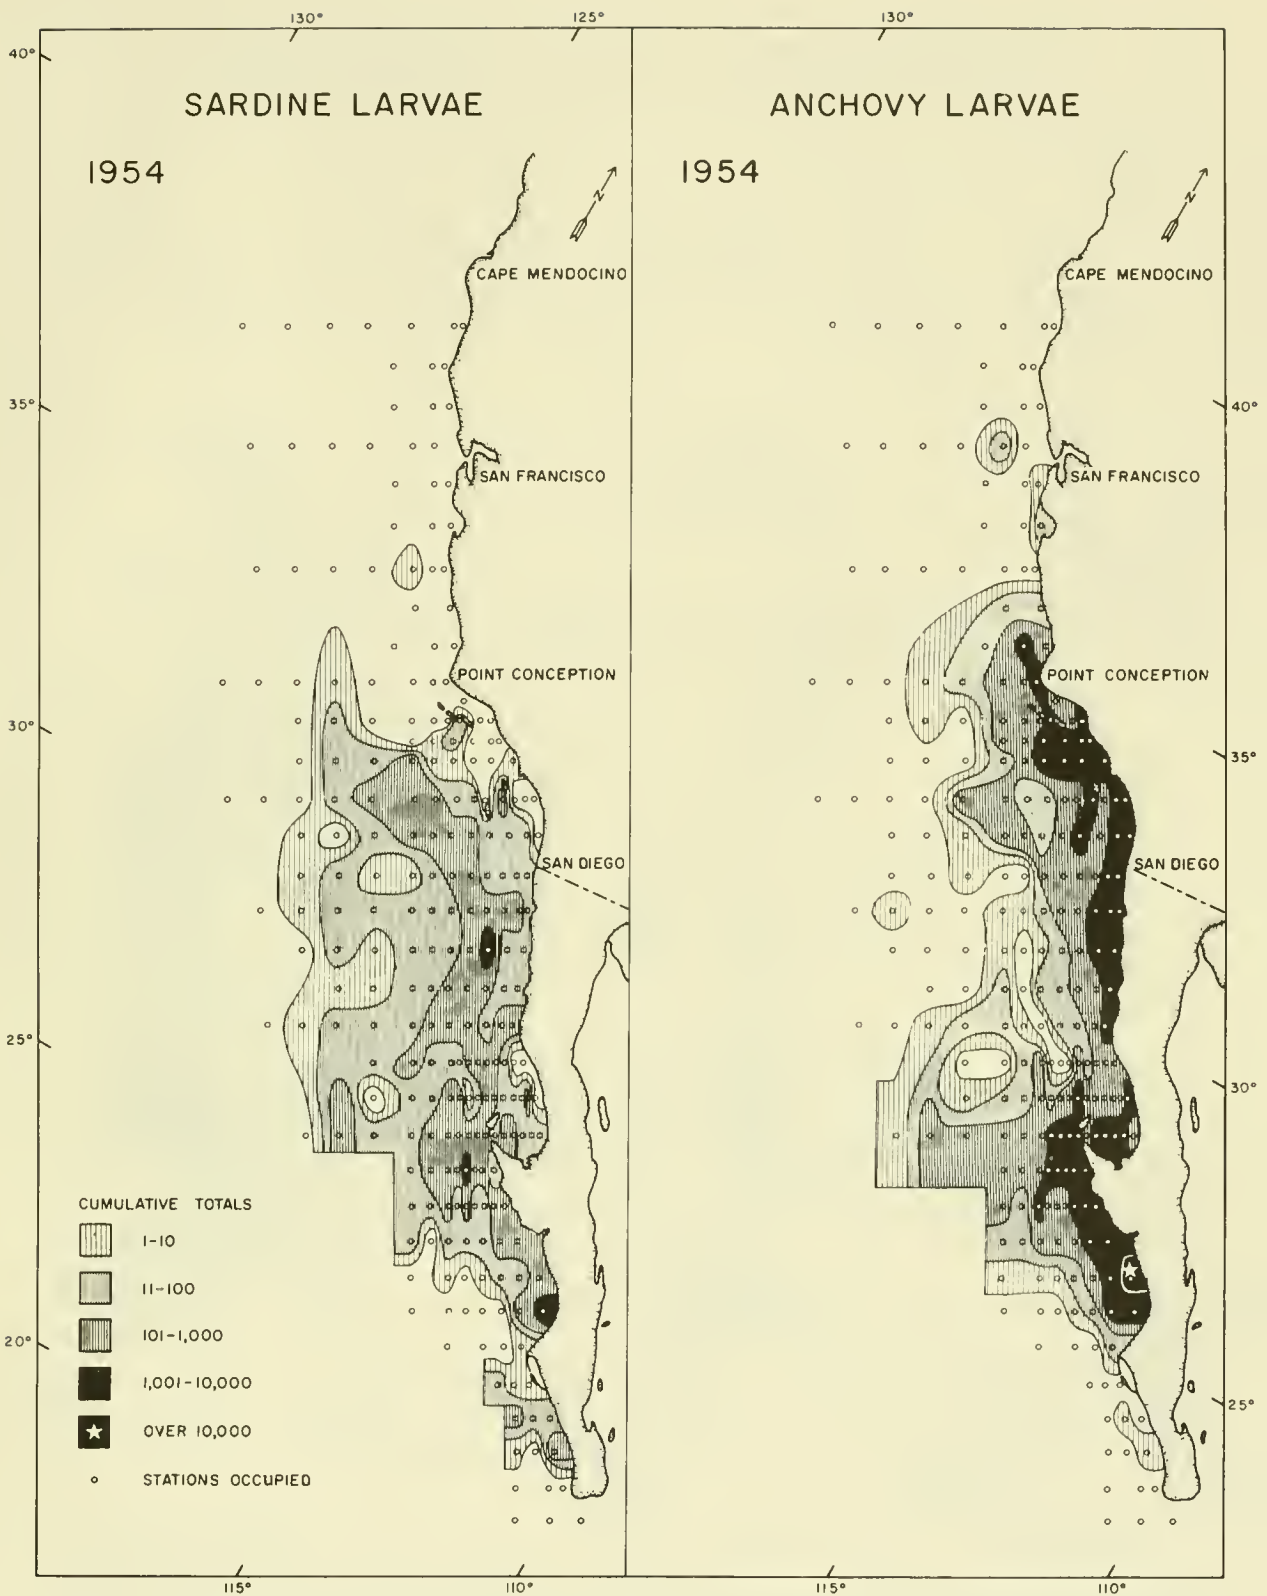 130°
125°
130°
40°
SARDINE LARVAE
ANCHOVY LARVAE
1954
1954
N
N
CAPE MENDOCINO
CAPE MENDOCINO
35°
40°
SAN FRANCISCO
SAN FRANCISCO
POINT CONCEPTION
POINT CONCEPTION
30°
35°
SAN DIEGO
SAN DIEGO
25°
30°
CUMULATIVE TOTALS
1-10
11-100
101-1,000
1,001-10,000
OVER 10,000
STATIONS OCCUPIED
20°
25°
115°
110°
115°
110°